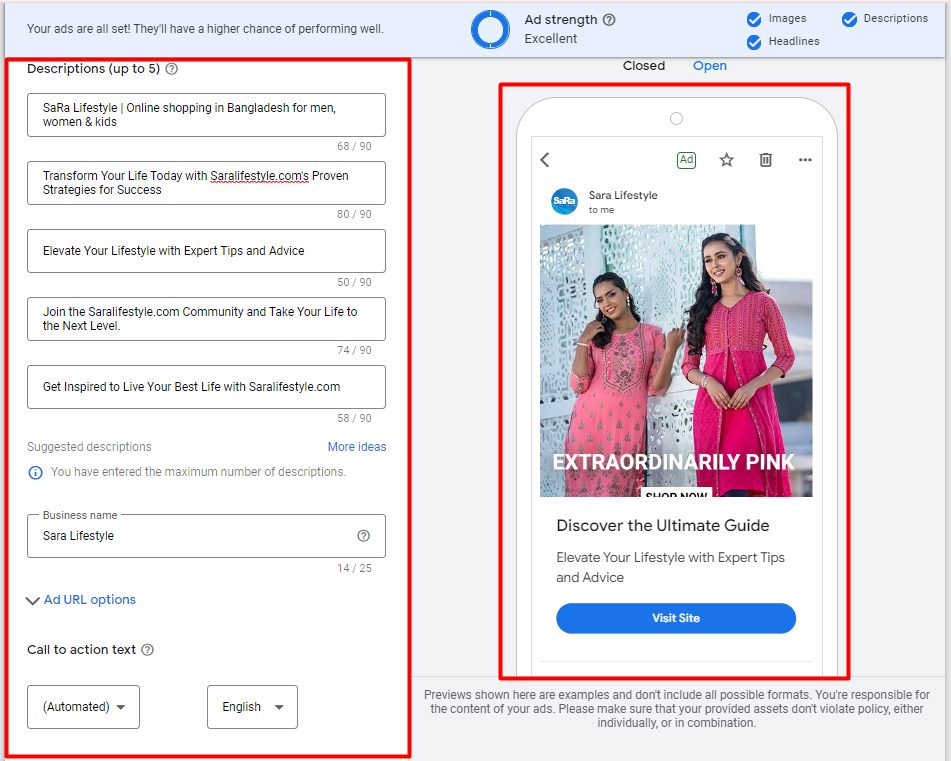 Your ads are all set! They'll have a higher chance of performing well.
Ad strength
Excellent
Images
Descriptions
Headlines
Descriptions (up to 5)
SaRa Lifestyle | Online shopping in Bangladesh for men,
women & kids
68 / 90
Transform Your Life Today with Saralifestyle.com's Proven
Strategies for Success
80 / 90
Elevate Your Lifestyle with Expert Tips and Advice
50 / 90
Join the Saralifestyle.com Community and Take Your Life to
the Next Level.
74 / 90
Get Inspired to Live Your Best Life with Saralifestyle.com
58 / 90
Suggested descriptions
More ideas
You have entered the maximum number of descriptions.
Business name
Sara Lifestyle
14 / 25
Ad URL options
Call to action text
(Automated)
English
Closed
Open
Ad
SaRa
Sara Lifestyle
to me
EXTRAORDINARILY PINK
SHOP NOW
Discover the Ultimate Guide
Elevate Your Lifestyle with Expert Tips
and Advice
Visit Site
Previews shown here are examples and don't include all possible formats. You're responsible for
the content of your ads. Please make sure that your provided assets don't violate policy, either
individually, or in combination.